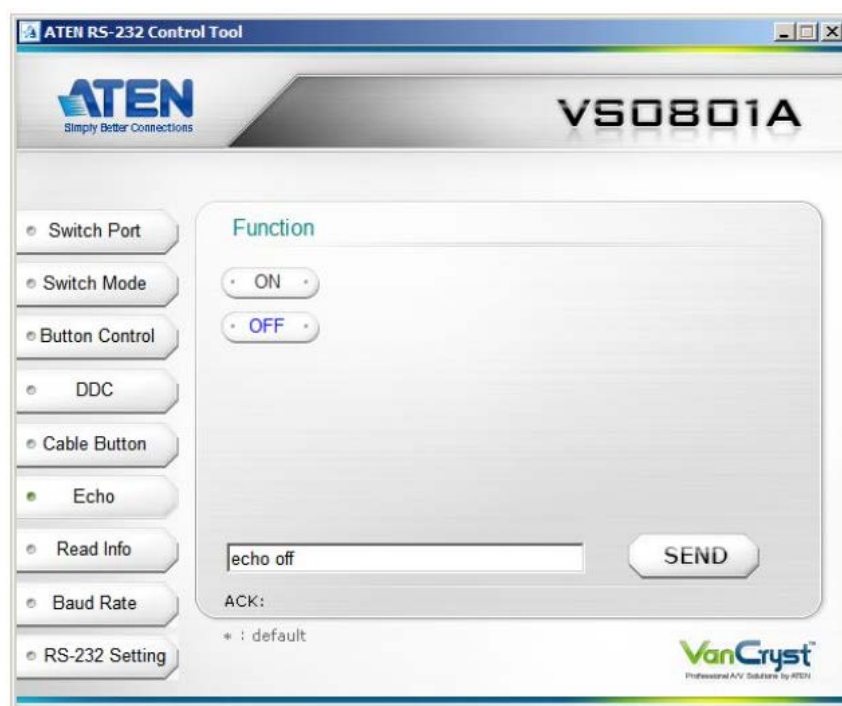 ATEN RS-232 Control Tool
ATEN
Simply Better Connections
VS0801A
Switch Port
Switch Mode
Button Control
DDC
Cable Button
Echo
Read Info
Baud Rate
RS-232 Setting
Function
ON
OFF
echo off
SEND
ACK:
* : default
VanCryst™
Professional A/V Solutions by ATEN